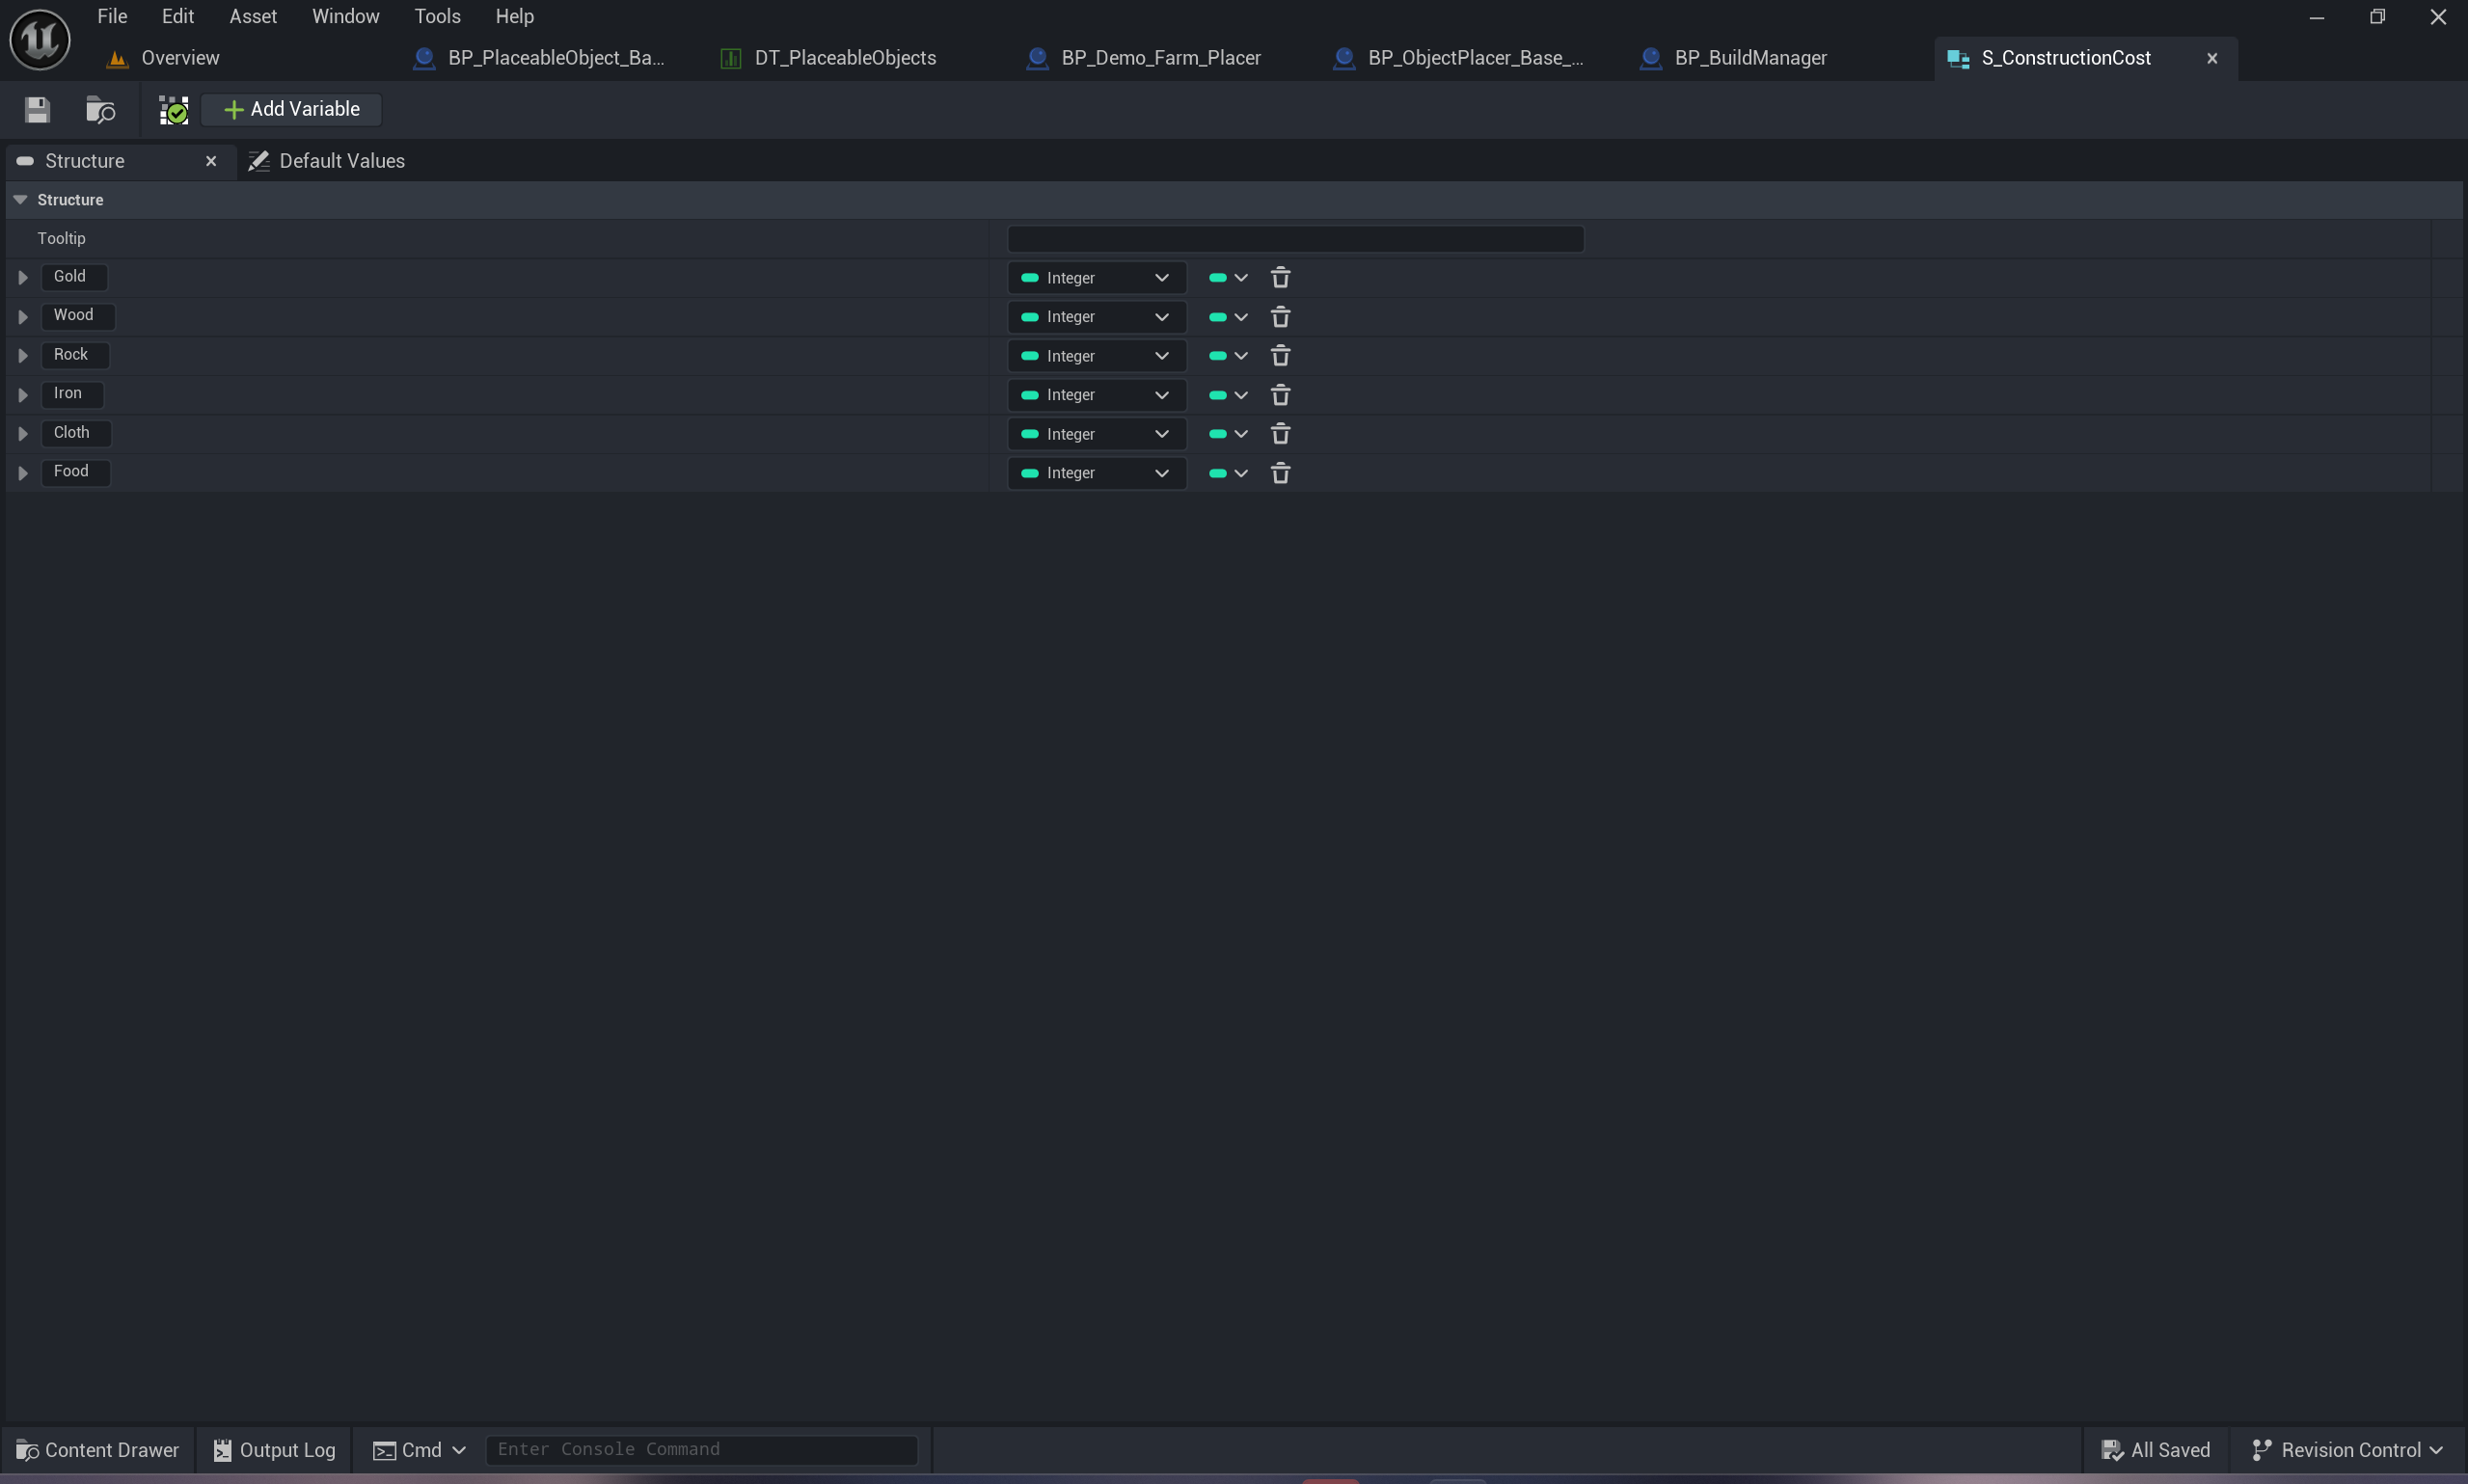 File Edit Asset Window Tools Help
Overview BP_PlaceableObject_Ba... DT_PlaceableObjects BP_Demo_Farm_Placer BP_ObjectPlacer_Base_... BP_BuildManager S_ConstructionCost
Add Variable
Structure Default Values
Structure
Tooltip
Gold Integer
Wood Integer
Rock Integer
Iron Integer
Cloth Integer
Food Integer
Content Drawer Output Log Cmd Enter Console Command All Saved Revision Control